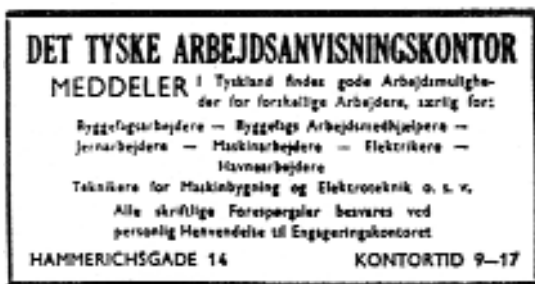 DET TYSKE ARBEJDSANVISNINGSKONTOR
MEDDELER I Tyskland findes gode Arbejdsmulighe-
der for forskellige Arbejdere, særlig for:
Byggefagsarbejdere — Byggefags Arbejdsmedhjælpere —
Jernarbejdere — Maskinarbejdere — Elektrikere —
Havnearbejdere
Teknikere for Maskinbygning og Elektroteknik o. s. v.
Alle skriftlige Forespørgsler besvares ved
personlig Henvendelse til Engageringskontoret
HAMMERICHSGADE 14 KONTORTID 9—17